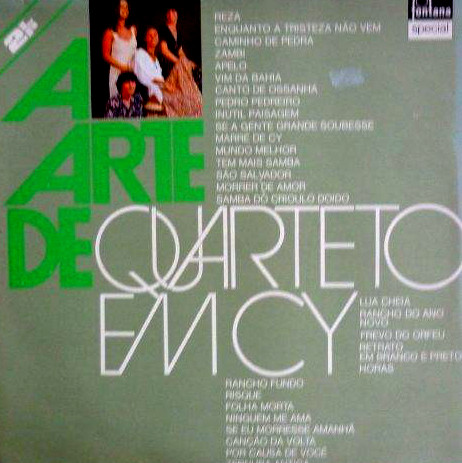 2
fontana
special
A
ARTE
DE
QUARTETO
EM CY
REZA
ENQUANTO A TRISTEZA NÃO VEM
CAMINHO DE PEDRA
ZAMBI
APELO
VIM DA BAHIA
CANTO DE OSSANHA
PEDRO PEDREIRO
INUTIL PAISAGEM
SE A GENTE GRANDE SOUBESSE
MARRÉ DE CY
MUNDO MELHOR
TEM MAIS SAMBA
SÃO SALVADOR
MORRER DE AMOR
SAMBA DO CRIOULO DOIDO
LUA CHEIA
RANCHO DO ANO
NOVO
FREVO DO ORFEU
RETRATO
EM BRANCO E PRETO
HORAS
RANCHO FUNDO
RISQUE
FOLHA MORTA
NINGUEM ME AMA
SE EU MORRESSE AMANHÃ
CANÇÃO DA VOLTA
POR CAUSA DE VOCÊ